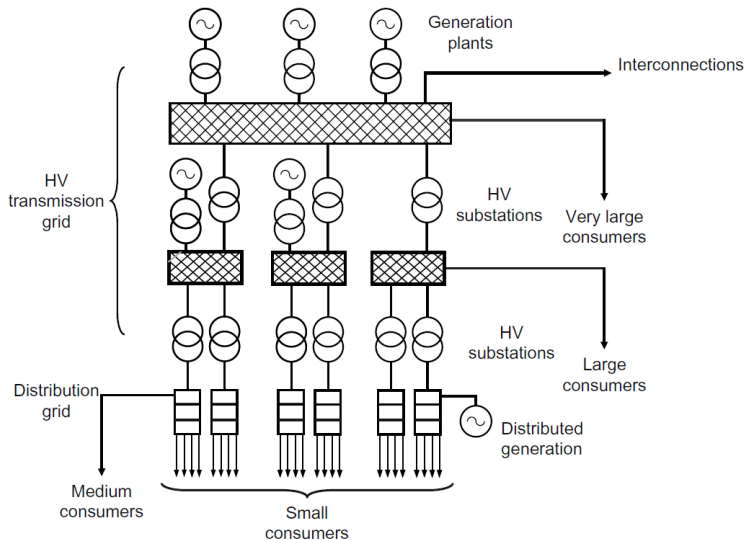 Generation
plants
Interconnections
HV
transmission
grid
HV
substations
Very large
consumers
HV
substations
Large
consumers
Distribution
grid
Distributed
generation
Medium
consumers
Small
consumers